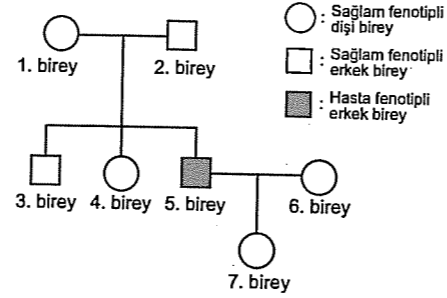 : Sağlam fenotipli
dişi birey
: Sağlam fenotipli
erkek birey
: Hasta fenotipli
erkek birey
1. birey
2. birey
3. birey
4. birey
5. birey
6. birey
7. birey